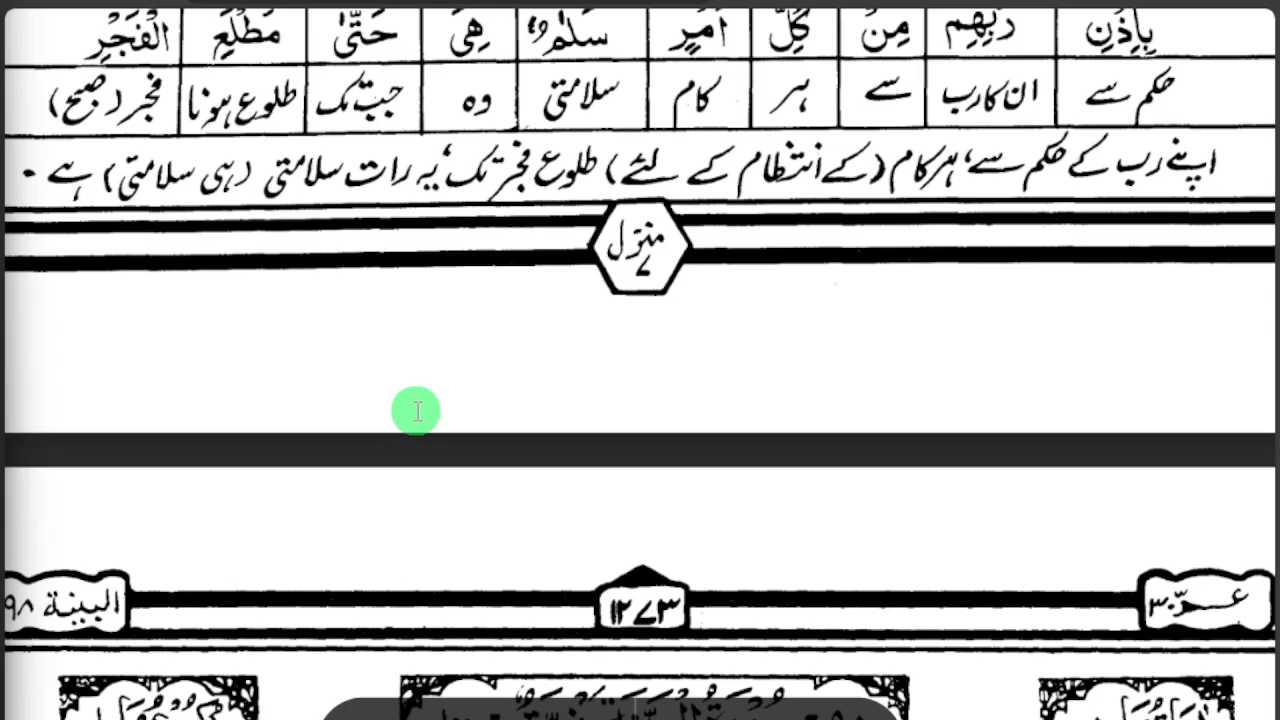 بِاِذْنِ رَبِّهِمْ مِنْ كُلِّ اَمْرٍ سَلٰمٌ هِيَ حَتّٰى مَطْلَعِ الْفَجْرِ
حکم سے ان کا رب سے ہر کام سلامتی وہ جب تک طلوع ہونا فجر (صبح)
اپنے رب کے حکم سے، ہر کام (کے انتظام کے لئے) طلوع فجر تک، یہ رات سلامتی (ہی سلامتی) ہے۔
منزل
۷
عـم ۳۰ ۱۲۷۳ البينة ۹۸